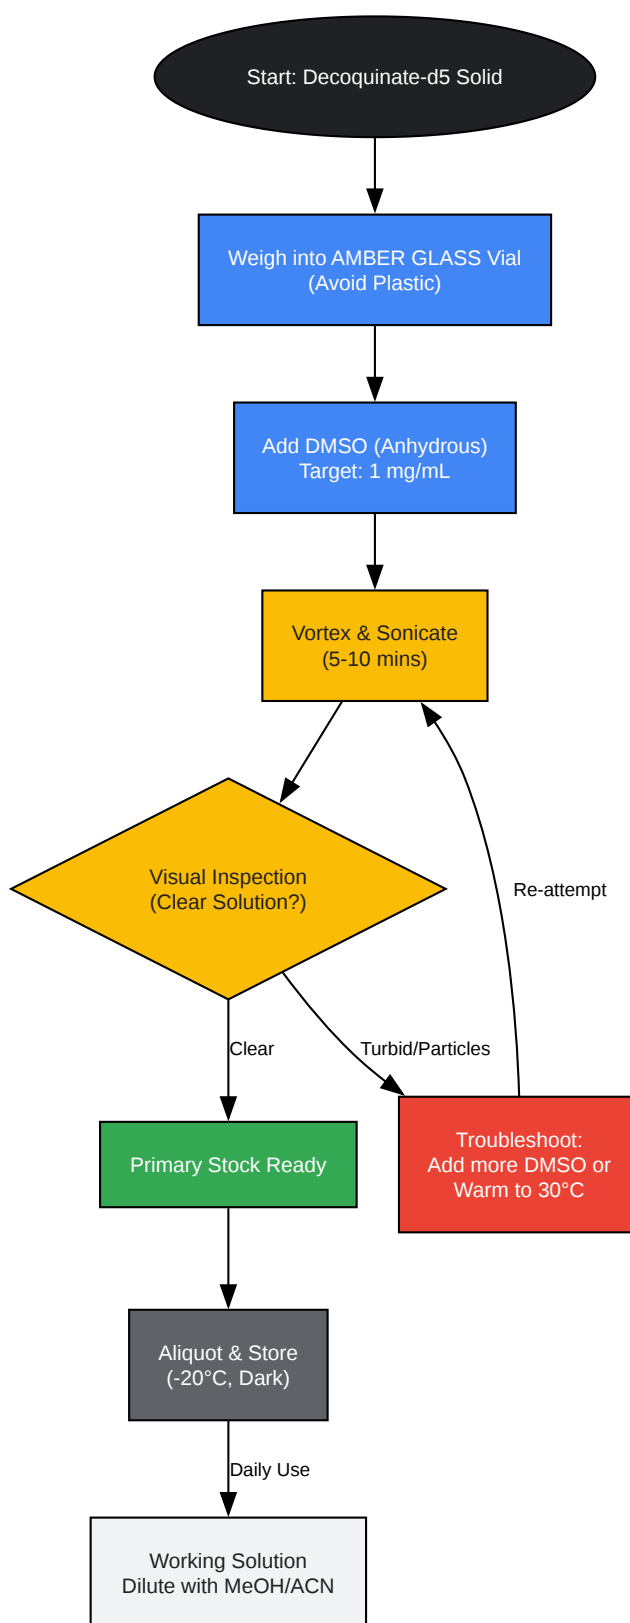 Start: Decoquinate-d5 Solid
Weigh into AMBER GLASS Vial
(Avoid Plastic)
Add DMSO (Anhydrous)
Target: 1 mg/mL
Vortex & Sonicate
(5-10 mins)
Visual Inspection
(Clear Solution?)
Re-attempt
Clear
Turbid/Particles
Troubleshoot:
Add more DMSO or
Warm to 30°C
Primary Stock Ready
Aliquot & Store
(-20°C, Dark)
Daily Use
Working Solution
Dilute with MeOH/ACN